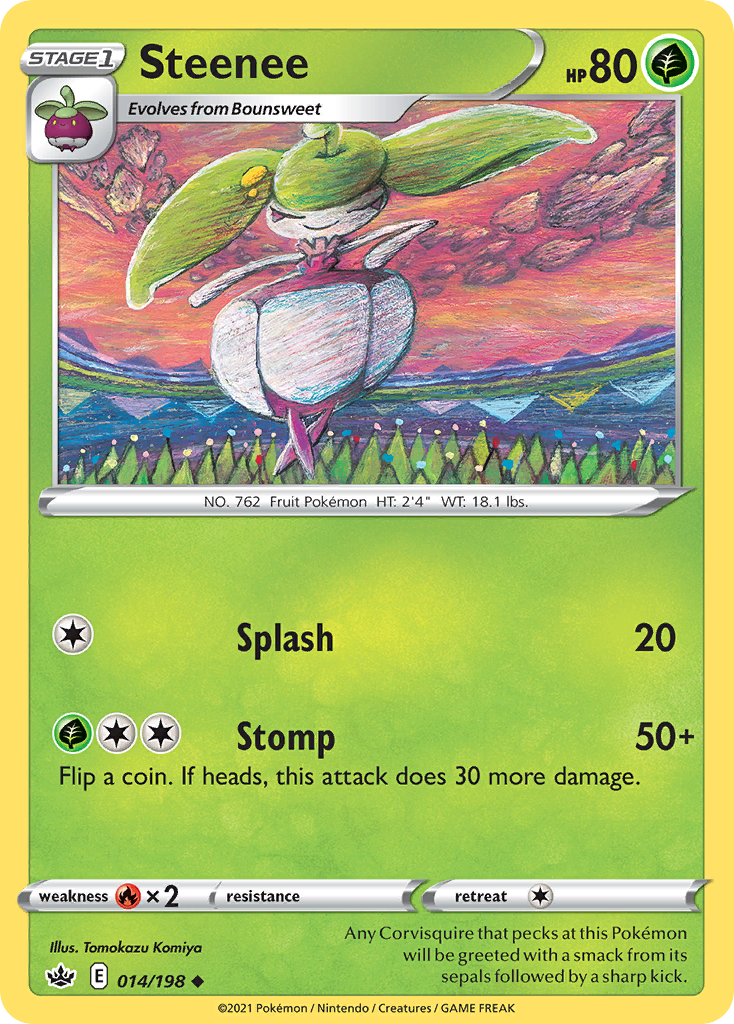 STAGE1
Steenee
HP80
Evolves from Bounsweet
NO. 762 Fruit Pokémon HT: 2'4" WT: 18.1 lbs.
Splash 20
Stomp 50+
Flip a coin. If heads, this attack does 30 more damage.
weakness ×2 resistance retreat
Illus. Tomokazu Komiya
Any Corvisquire that pecks at this Pokémon
will be greeted with a smack from its
sepals followed by a sharp kick.
E 014/198
©2021 Pokémon / Nintendo / Creatures / GAME FREAK